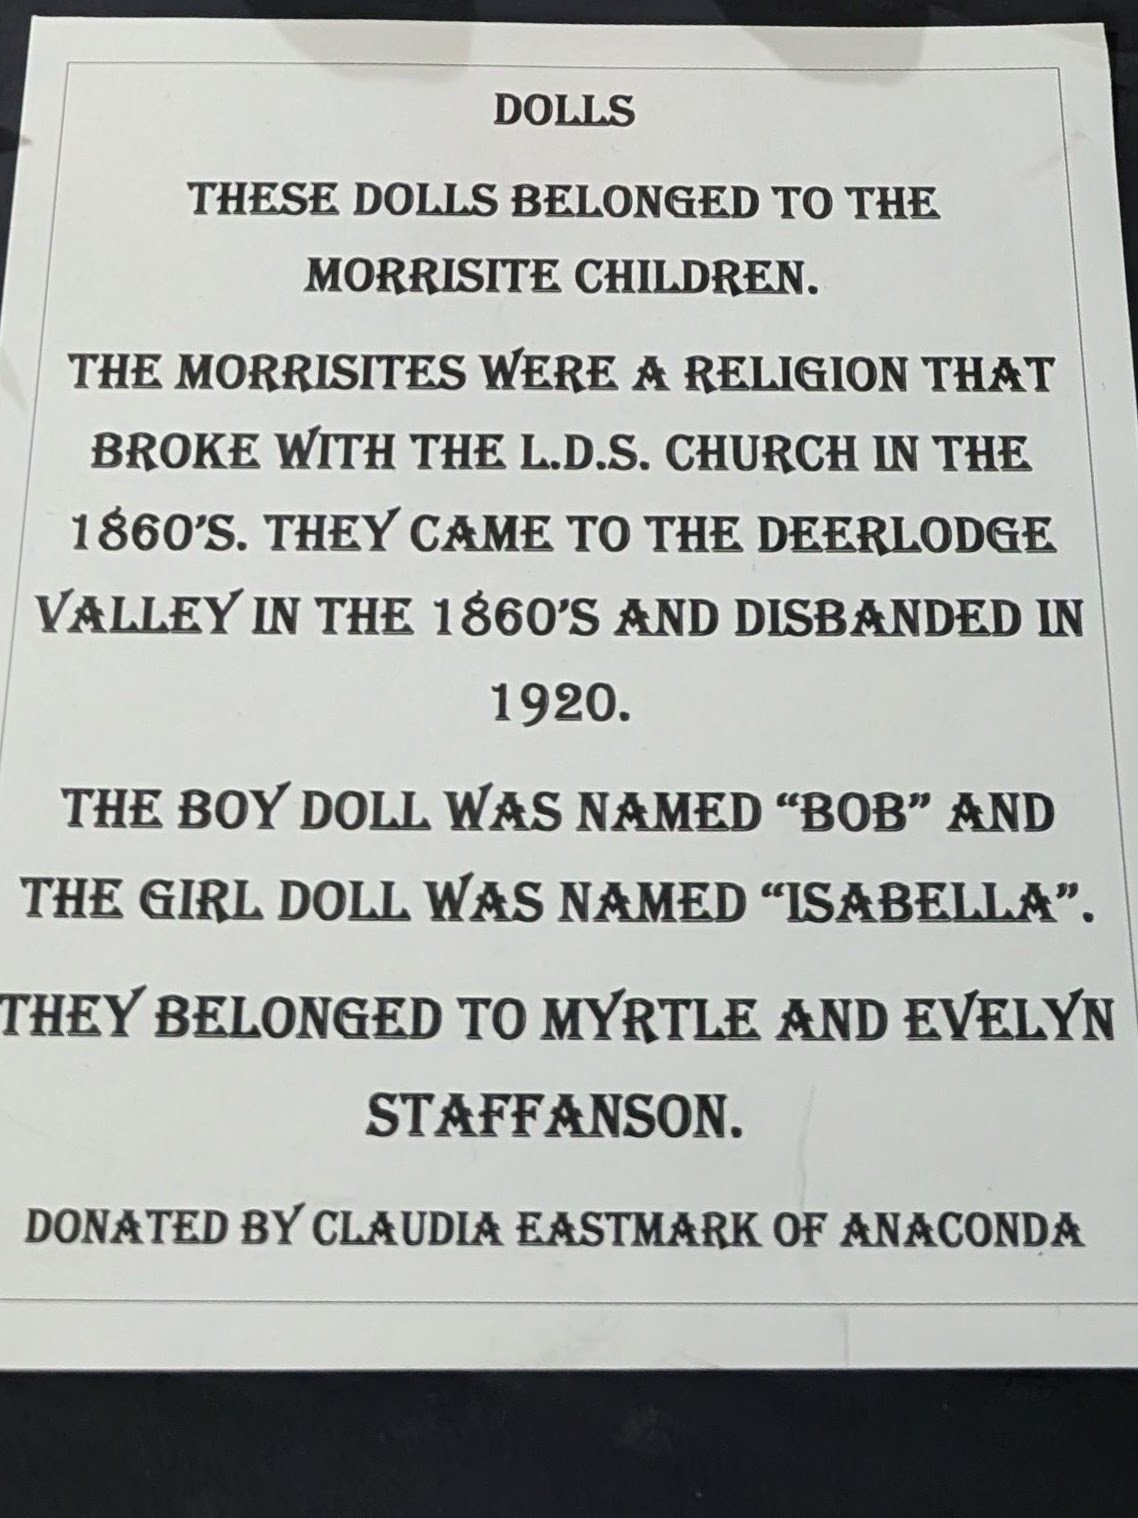 DOLLS
THESE DOLLS BELONGED TO THE
MORRISITE CHILDREN.
THE MORRISITES WERE A RELIGION THAT
BROKE WITH THE L.D.S. CHURCH IN THE
1860'S. THEY CAME TO THE DEERLODGE
VALLEY IN THE 1860'S AND DISBANDED IN
1920.
THE BOY DOLL WAS NAMED “BOB” AND
THE GIRL DOLL WAS NAMED “ISABELLA”.
THEY BELONGED TO MYRTLE AND EVELYN
STAFFANSON.
DONATED BY CLAUDIA EASTMARK OF ANACONDA